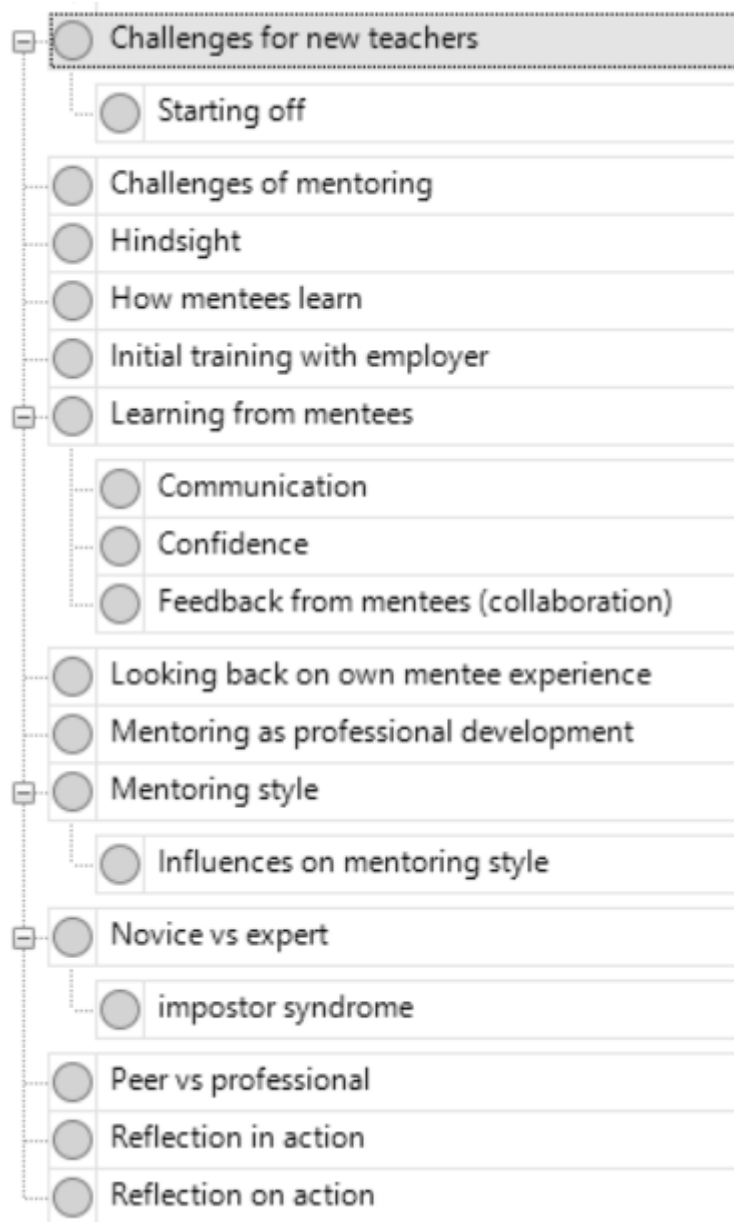 Challenges for new teachers
Starting off
Challenges of mentoring
Hindsight
How mentees learn
Initial training with employer
Learning from mentees
Communication
Confidence
Feedback from mentees (collaboration)
Looking back on own mentee experience
Mentoring as professional development
Mentoring style
Influences on mentoring style
Novice vs expert
impostor syndrome
Peer vs professional
Reflection in action
Reflection on action